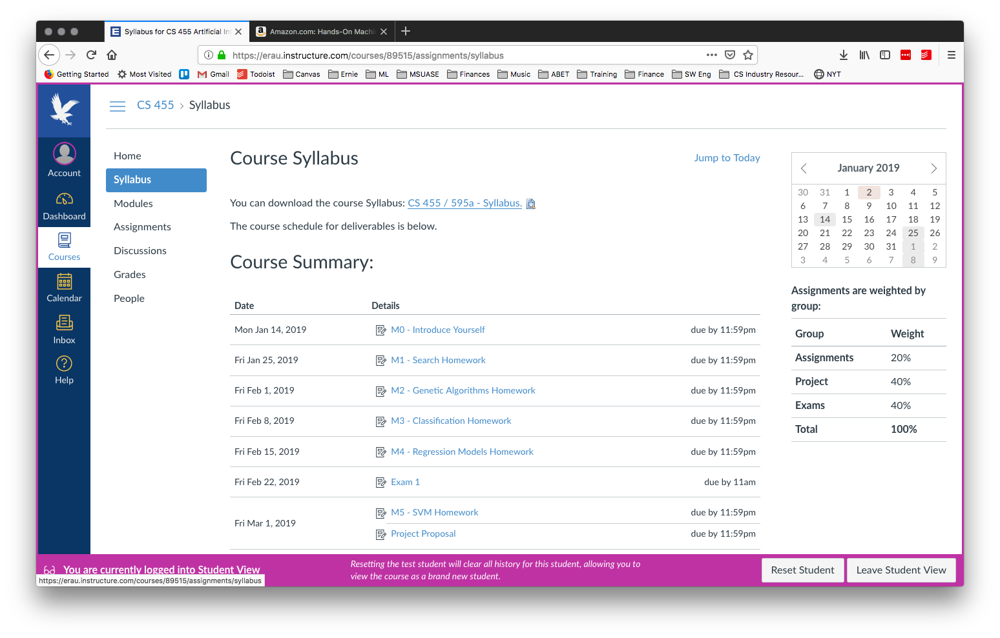 Syllabus for CS 455 Artificial In
Amazon.com: Hands-On Machi
https://erau.instructure.com/courses/89515/assignments/syllabus
Getting Started
Most Visited
Gmail
Todoist
Canvas
Ernie
ML
MSUASE
Finances
Music
ABET
Training
Finance
SW Eng
CS Industry Resour...
NYT
CS 455 › Syllabus
Account
Dashboard
Courses
Calendar
Inbox
Help
Home
Syllabus
Modules
Assignments
Discussions
Grades
People
Course Syllabus
Jump to Today
You can download the course Syllabus: CS 455 / 595a - Syllabus.
The course schedule for deliverables is below.
Course Summary:
Date Details
Mon Jan 14, 2019 M0 - Introduce Yourself due by 11:59pm
Fri Jan 25, 2019 M1 - Search Homework due by 11:59pm
Fri Feb 1, 2019 M2 - Genetic Algorithms Homework due by 11:59pm
Fri Feb 8, 2019 M3 - Classification Homework due by 11:59pm
Fri Feb 15, 2019 M4 - Regression Models Homework due by 11:59pm
Fri Feb 22, 2019 Exam 1 due by 11am
Fri Mar 1, 2019 M5 - SVM Homework due by 11:59pm
Project Proposal due by 11:59pm
January 2019
30 31 1 2 3 4 5
6 7 8 9 10 11 12
13 14 15 16 17 18 19
20 21 22 23 24 25 26
27 28 29 30 31 1 2
3 4 5 6 7 8 9
Assignments are weighted by
group:
Group Weight
Assignments 20%
Project 40%
Exams 40%
Total 100%
You are currently logged into Student View
Resetting the test student will clear all history for this student, allowing you to
view the course as a brand new student.
Reset Student
Leave Student View
https://erau.instructure.com/courses/89515/assignments/syllabus